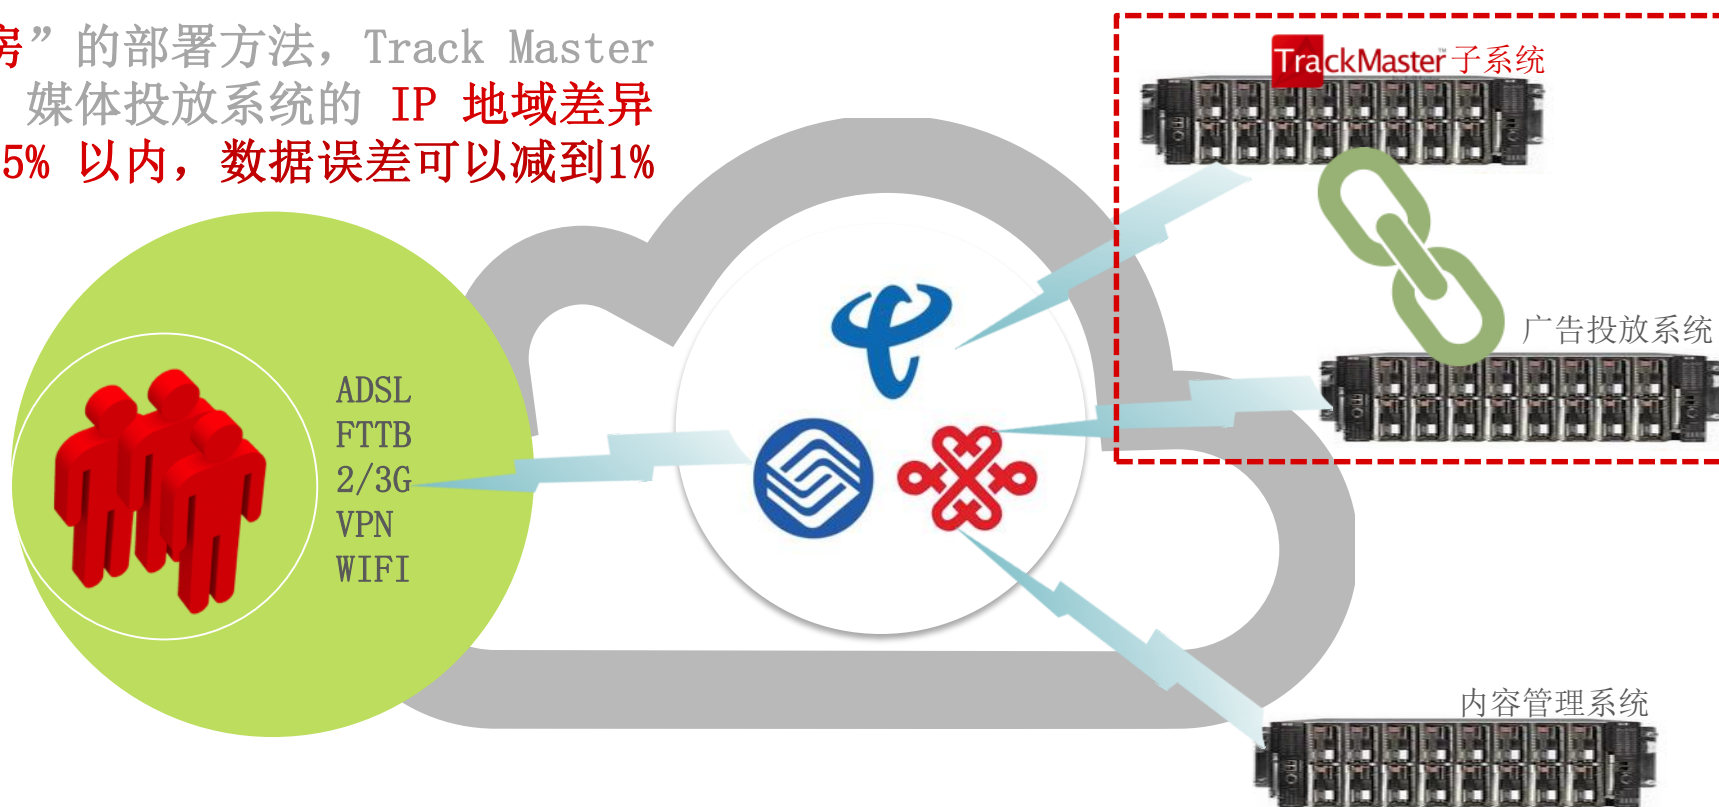 房”的部署方法，Track Master
媒体投放系统的 IP 地域差异
5% 以内，数据误差可以减到1%
TrackMaster™子系统
广告投放系统
ADSL
FTTB
2/3G
VPN
WIFI
内容管理系统